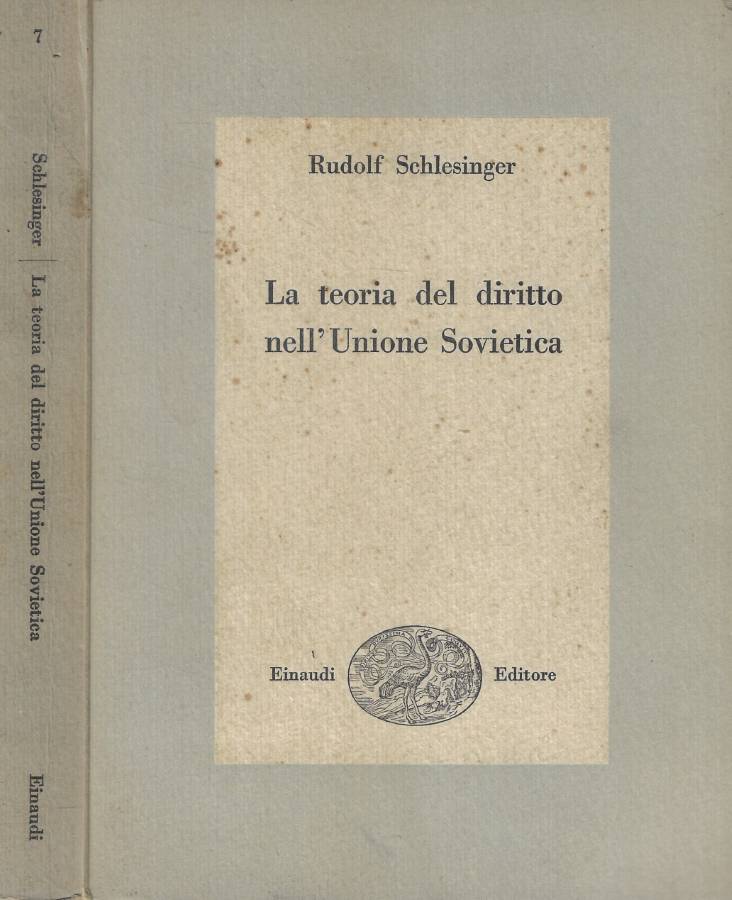 7
Schlesinger | La teoria del diritto nell'Unione Sovietica
Einaudi
Rudolf Schlesinger
La teoria del diritto
nell'Unione Sovietica
Einaudi Editore